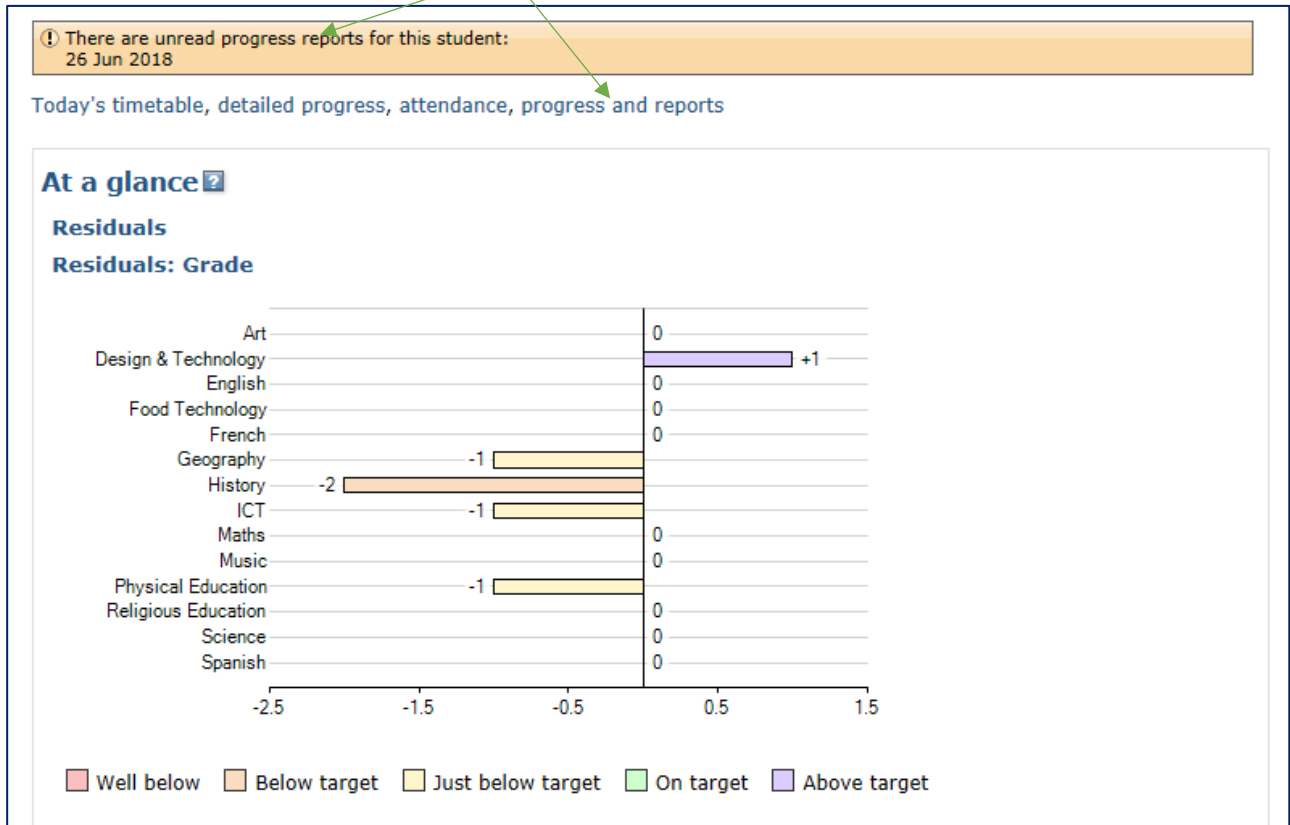 There are unread progress reports for this student:
26 Jun 2018
Today's timetable, detailed progress, attendance, progress and reports
At a glance ?
Residuals
Residuals: Grade
Art 0
Design & Technology +1
English 0
Food Technology 0
French 0
Geography -1
History -2
ICT -1
Maths 0
Music 0
Physical Education -1
Religious Education 0
Science 0
Spanish 0
-2.5 -1.5 -0.5 0.5 1.5
Well below Below target Just below target On target Above target